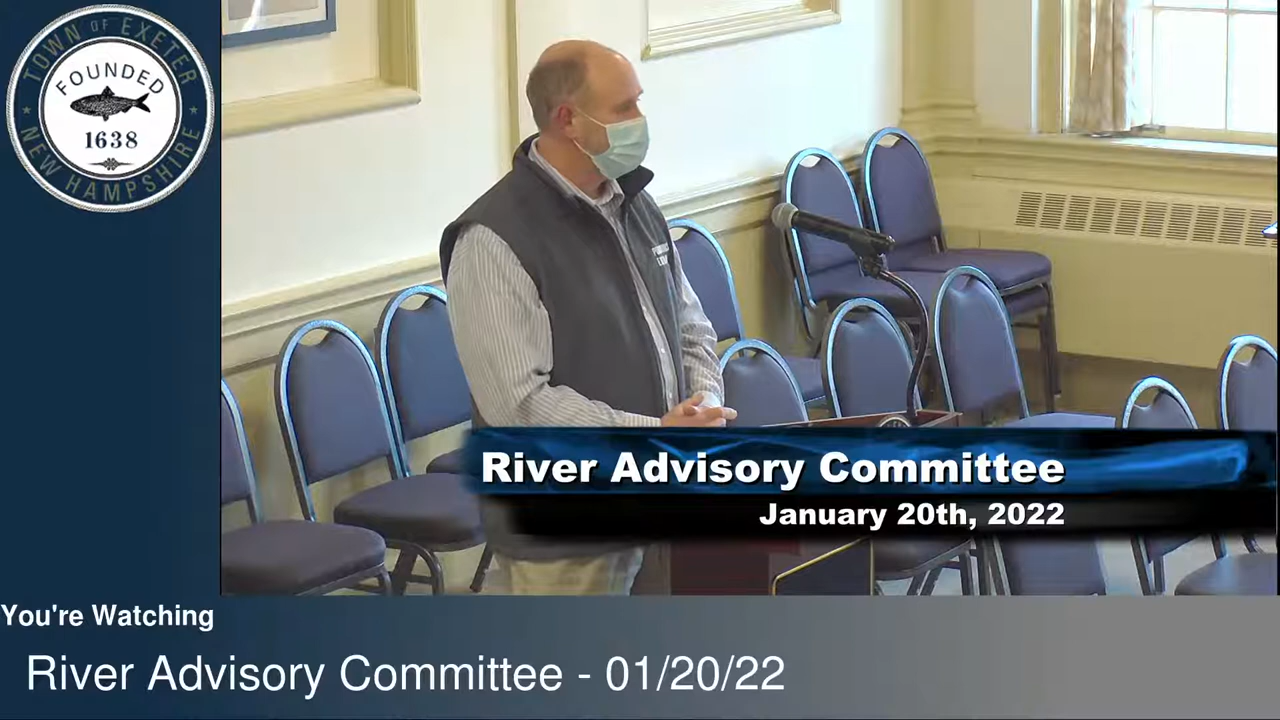 TOWN OF EXETER
FOUNDED
1638
NEW HAMPSHIRE
River Advisory Committee
January 20th, 2022
You're Watching
River Advisory Committee - 01/20/22